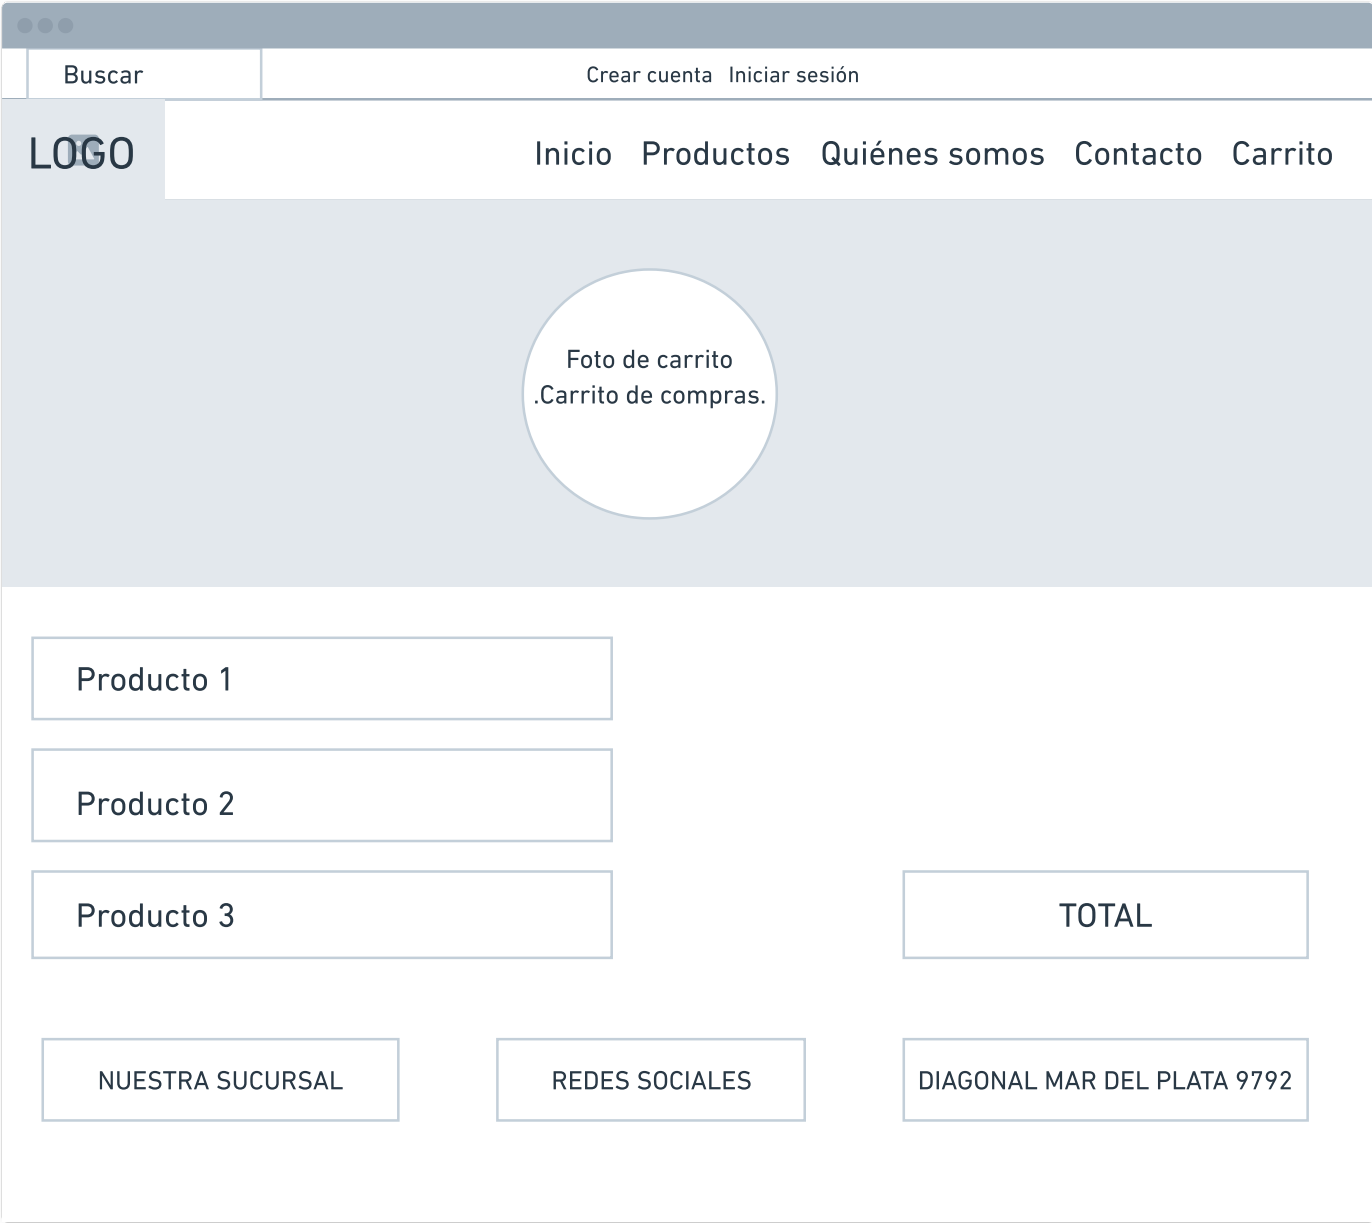 Buscar
Crear cuenta Iniciar sesión
LOGO
Inicio Productos Quiénes somos Contacto Carrito
Foto de carrito
.Carrito de compras.
Producto 1
Producto 2
Producto 3
TOTAL
NUESTRA SUCURSAL
REDES SOCIALES
DIAGONAL MAR DEL PLATA 9792